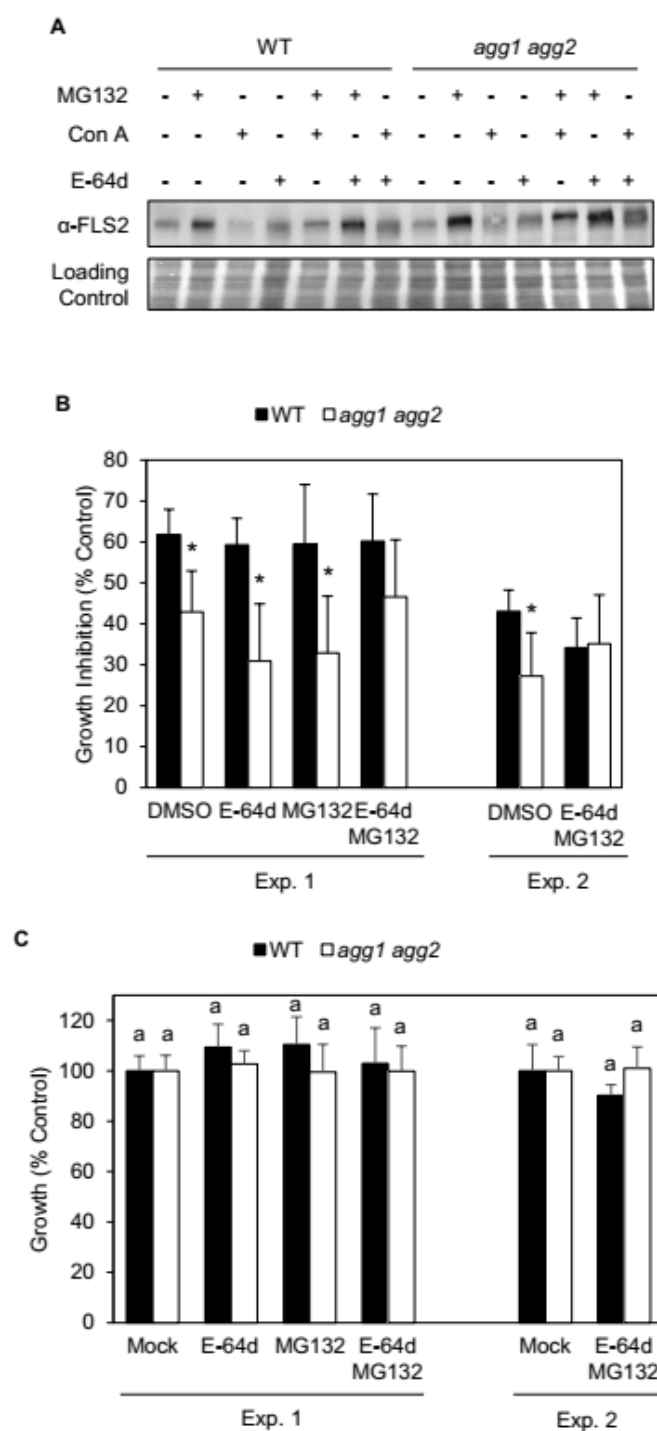 A
WT agg1 agg2
MG132 - + - - + + - - + - - + + -
Con A - - + - + - + - - + - + - +
E-64d - - - + - + + - - - + - + +
α-FLS2
Loading
Control
B
WT agg1 agg2
Growth Inhibition (% Control)
80
70
60
50
40
30
20
10
0
* * * *
DMSO E-64d MG132 E-64d DMSO E-64d
MG132 MG132
Exp. 1 Exp. 2
C
WT agg1 agg2
Growth (% Control)
120
100
80
60
40
20
0
a a a a a a a a a a a a
Mock E-64d MG132 E-64d Mock E-64d
MG132 MG132
Exp. 1 Exp. 2